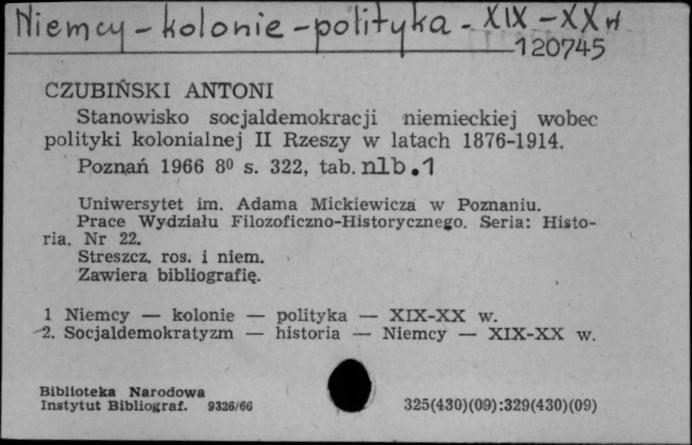 Niemcy - kolonie - polityka - XIX - XX w
120745
CZUBIŃSKI ANTONI
Stanowisko socjaldemokracji niemieckiej wobec
polityki kolonialnej II Rzeszy w latach 1876-1914.
Poznań 1966 8⁰ s. 322, tab. nlb. 1
Uniwersytet im. Adama Mickiewicza w Poznaniu.
Prace Wydziału Filozoficzno-Historycznego. Seria: Histo-
ria. Nr 22.
Streszcz. ros. i niem.
Zawiera bibliografię.
1 Niemcy — kolonie — polityka — XIX-XX w.
2. Socjaldemokratyzm — historia — Niemcy — XIX-XX w.
Biblioteka Narodowa
Instytut Bibliograf. 9326/66
325(430)(09):329(430)(09)